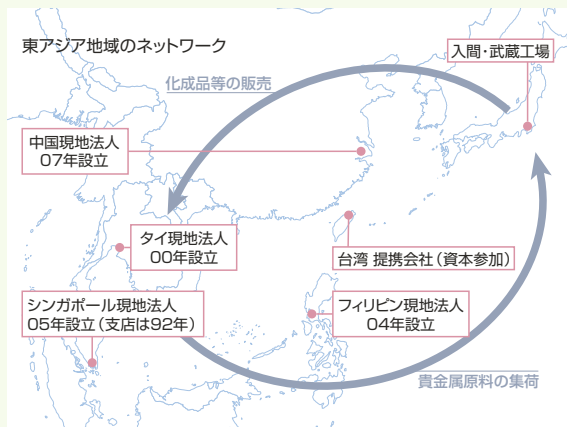 東アジア地域のネットワーク
入間・武蔵工場
化成品等の販売
中国現地法人
07年設立
タイ現地法人
00年設立
台湾 提携会社（資本参加）
シンガポール現地法人
05年設立（支店は92年）
フィリピン現地法人
04年設立
貴金属原料の集荷